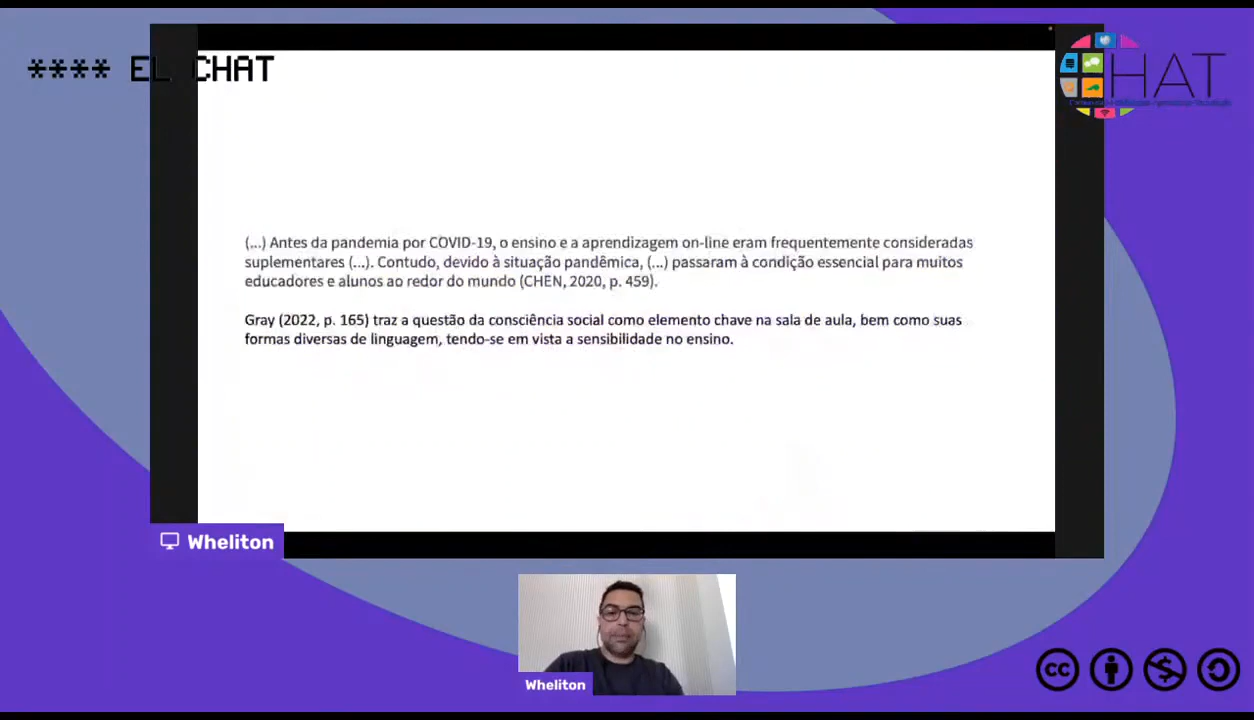 **** EL CHAT
HAT
(...) Antes da pandemia por COVID-19, o ensino e a aprendizagem on-line eram frequentemente consideradas
suplementares (...). Contudo, devido à situação pandêmica, (...) passaram à condição essencial para muitos
educadores e alunos ao redor do mundo (CHEN, 2020, p. 459).
Gray (2022, p. 165) traz a questão da consciência social como elemento chave na sala de aula, bem como suas
formas diversas de linguagem, tendo-se em vista a sensibilidade no ensino.
Wheliton
Wheliton
cc